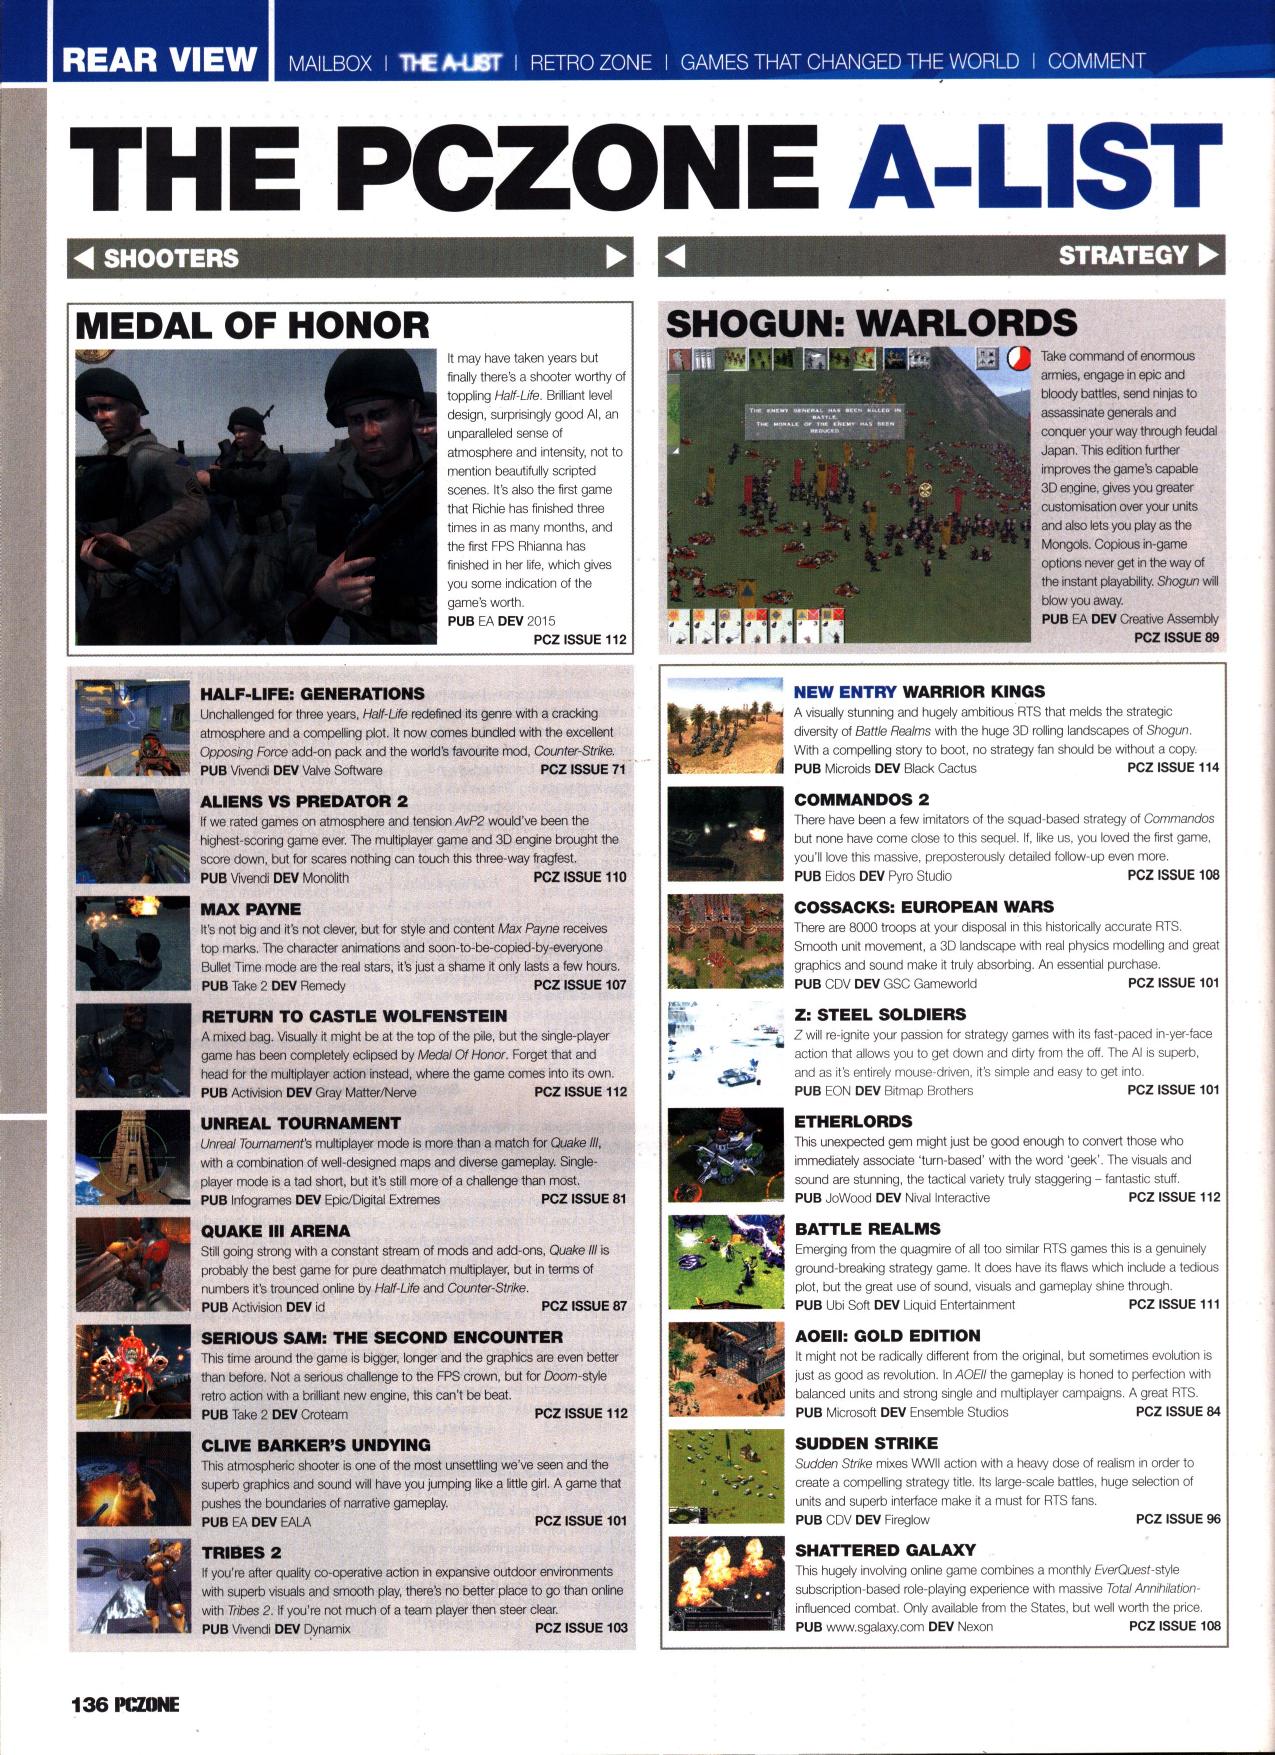 REAR VIEW
MAILBOX | THE A-LIST | RETRO ZONE | GAMES THAT CHANGED THE WORLD | COMMENT
THE PCZONE A-LIST
SHOOTERS
MEDAL OF HONOR
It may have taken years but
finally there's a shooter worthy of
toppling Half-Life. Brilliant level
design, surprisingly good AI, an
unparalleled sense of
atmosphere and intensity, not to
mention beautifully scripted
scenes. It's also the first game
that Richie has finished three
times in as many months, and
the first FPS Rhianna has
finished in her life, which gives
you some indication of the
game's worth.
PUB EA DEV 2015
PCZ ISSUE 112
HALF-LIFE: GENERATIONS
Unchallenged for three years, Half-Life redefined its genre with a cracking
atmosphere and a compelling plot. It now comes bundled with the excellent
Opposing Force add-on pack and the world's favourite mod, Counter-Strike.
PUB Vivendi DEV Valve Software PCZ ISSUE 71
ALIENS VS PREDATOR 2
If we rated games on atmosphere and tension AvP2 would've been the
highest-scoring game ever. The multiplayer game and 3D engine brought the
score down, but for scares nothing can touch this three-way fragfest.
PUB Vivendi DEV Monolith PCZ ISSUE 110
MAX PAYNE
It's not big and it's not clever, but for style and content Max Payne receives
top marks. The character animations and soon-to-be-copied-by-everyone
Bullet Time mode are the real stars, it's just a shame it only lasts a few hours.
PUB Take 2 DEV Remedy PCZ ISSUE 107
RETURN TO CASTLE WOLFENSTEIN
A mixed bag. Visually it might be at the top of the pile, but the single-player
game has been completely eclipsed by Medal Of Honor. Forget that and
head for the multiplayer action instead, where the game comes into its own.
PUB Activision DEV Gray Matter/Nerve PCZ ISSUE 112
UNREAL TOURNAMENT
Unreal Tournament's multiplayer mode is more than a match for Quake III,
with a combination of well-designed maps and diverse gameplay. Single-
player mode is a tad short, but it's still more of a challenge than most.
PUB Infogrames DEV Epic/Digital Extremes PCZ ISSUE 81
QUAKE III ARENA
Still going strong with a constant stream of mods and add-ons, Quake III is
probably the best game for pure deathmatch multiplayer, but in terms of
numbers it's trounced online by Half-Life and Counter-Strike.
PUB Activision DEV id PCZ ISSUE 87
SERIOUS SAM: THE SECOND ENCOUNTER
This time around the game is bigger, longer and the graphics are even better
than before. Not a serious challenge to the FPS crown, but for Doom-style
retro action with a brilliant new engine, this can't be beat.
PUB Take 2 DEV Croteam PCZ ISSUE 112
CLIVE BARKER'S UNDYING
This atmospheric shooter is one of the most unsettling we've seen and the
superb graphics and sound will have you jumping like a little girl. A game that
pushes the boundaries of narrative gameplay.
PUB EA DEV EALA PCZ ISSUE 101
TRIBES 2
If you're after quality co-operative action in expansive outdoor environments
with superb visuals and smooth play, there's no better place to go than online
with Tribes 2. If you're not much of a team player then steer clear.
PUB Vivendi DEV Dynamix PCZ ISSUE 103
STRATEGY
SHOGUN: WARLORDS
THE ENEMY GENERAL HAS BEEN KILLED IN
BATTLE.
THE MORALE OF THE ENEMY HAS BEEN
REDUCED.
Take command of enormous
armies, engage in epic and
bloody battles, send ninjas to
assassinate generals and
conquer your way through feudal
Japan. This edition further
improves the game's capable
3D engine, gives you greater
customisation over your units
and also lets you play as the
Mongols. Copious in-game
options never get in the way of
the instant playability. Shogun will
blow you away.
PUB EA DEV Creative Assembly
PCZ ISSUE 89
NEW ENTRY WARRIOR KINGS
A visually stunning and hugely ambitious RTS that melds the strategic
diversity of Battle Realms with the huge 3D rolling landscapes of Shogun.
With a compelling story to boot, no strategy fan should be without a copy.
PUB Microids DEV Black Cactus PCZ ISSUE 114
COMMANDOS 2
There have been a few imitators of the squad-based strategy of Commandos
but none have come close to this sequel. If, like us, you loved the first game,
you'll love this massive, preposterously detailed follow-up even more.
PUB Eidos DEV Pyro Studio PCZ ISSUE 108
COSSACKS: EUROPEAN WARS
There are 8000 troops at your disposal in this historically accurate RTS.
Smooth unit movement, a 3D landscape with real physics modelling and great
graphics and sound make it truly absorbing. An essential purchase.
PUB CDV DEV GSC Gameworld PCZ ISSUE 101
Z: STEEL SOLDIERS
Z will re-ignite your passion for strategy games with its fast-paced in-yer-face
action that allows you to get down and dirty from the off. The AI is superb,
and as it's entirely mouse-driven, it's simple and easy to get into.
PUB EON DEV Bitmap Brothers PCZ ISSUE 101
ETHERLORDS
This unexpected gem might just be good enough to convert those who
immediately associate 'turn-based' with the word 'geek'. The visuals and
sound are stunning, the tactical variety truly staggering – fantastic stuff.
PUB JoWood DEV Nival Interactive PCZ ISSUE 112
BATTLE REALMS
Emerging from the quagmire of all too similar RTS games this is a genuinely
ground-breaking strategy game. It does have its flaws which include a tedious
plot, but the great use of sound, visuals and gameplay shine through.
PUB Ubi Soft DEV Liquid Entertainment PCZ ISSUE 111
AOEII: GOLD EDITION
It might not be radically different from the original, but sometimes evolution is
just as good as revolution. In AOEII the gameplay is honed to perfection with
balanced units and strong single and multiplayer campaigns. A great RTS.
PUB Microsoft DEV Ensemble Studios PCZ ISSUE 84
SUDDEN STRIKE
Sudden Strike mixes WWII action with a heavy dose of realism in order to
create a compelling strategy title. Its large-scale battles, huge selection of
units and superb interface make it a must for RTS fans.
PUB CDV DEV Fireglow PCZ ISSUE 96
SHATTERED GALAXY
This hugely involving online game combines a monthly EverQuest-style
subscription-based role-playing experience with massive Total Annihilation-
influenced combat. Only available from the States, but well worth the price.
PUB www.sgalaxy.com DEV Nexon PCZ ISSUE 108
136 PCZONE